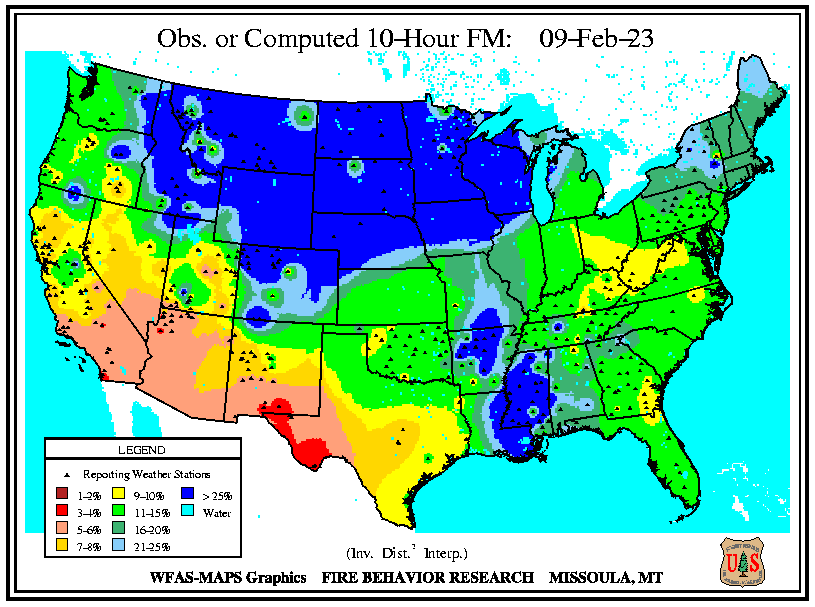 Obs. or Computed 10-Hour FM: 09-Feb-23
LEGEND
Reporting Weather Stations
1-2%
3-4%
5-6%
7-8%
9-10%
11-15%
16-20%
21-25%
> 25%
Water
(Inv. Dist.² Interp.)
WFAS-MAPS Graphics FIRE BEHAVIOR RESEARCH MISSOULA, MT
U S